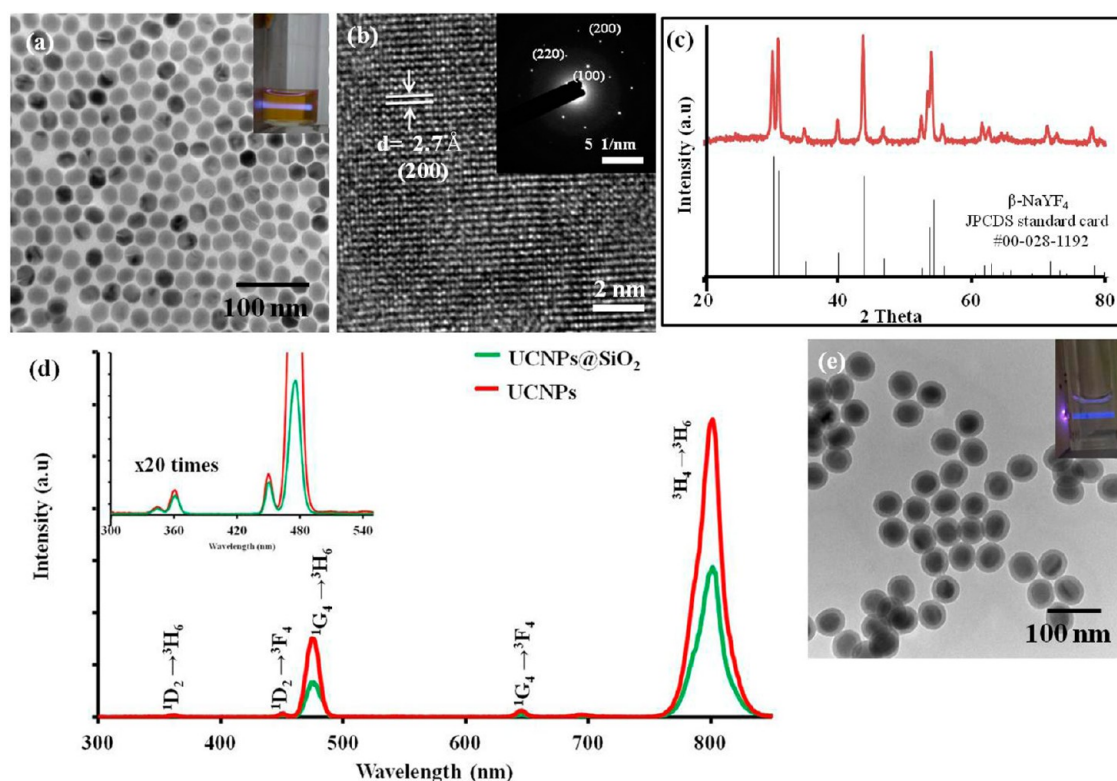 (a)
100 nm
(b)
d= 2.7 Å
(200)
2 nm
(200)
(220)
(100)
5 1/nm
(c)
Intensity (a.u)
β-NaYF₄
JPCDS standard card
#00-028-1192
20 40 60 80
2 Theta
(d)
UCNPs@SiO₂
UCNPs
x20 times
300 360 420 480 540
Wavelength (nm)
Intensity (a.u)
¹D₂→³H₆
¹D₂→³F₄
¹G₄→³H₆
¹G₄→³F₄
³H₄→³H₆
300 400 500 600 700 800
Wavelength (nm)
(e)
100 nm